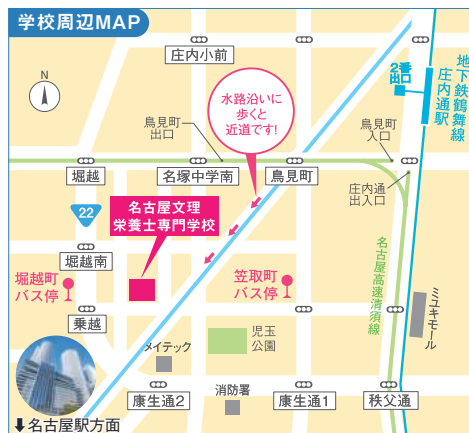 学校周辺MAP
庄内小前
N
水路沿いに
歩くと
近道です!
2番
出口
地下鉄鶴舞線
庄内通駅
鳥見町
出口
鳥見町
入口
堀越
名塚中学南
鳥見町
庄内通
出入口
22
名古屋文理
栄養士専門学校
堀越南
堀越町
バス停
笠取町
バス停
名古屋高速清須線
ミユキモール
乗越
メイテック
児玉
公園
康生通2
消防署
康生通1
秩父通
⬇名古屋駅方面